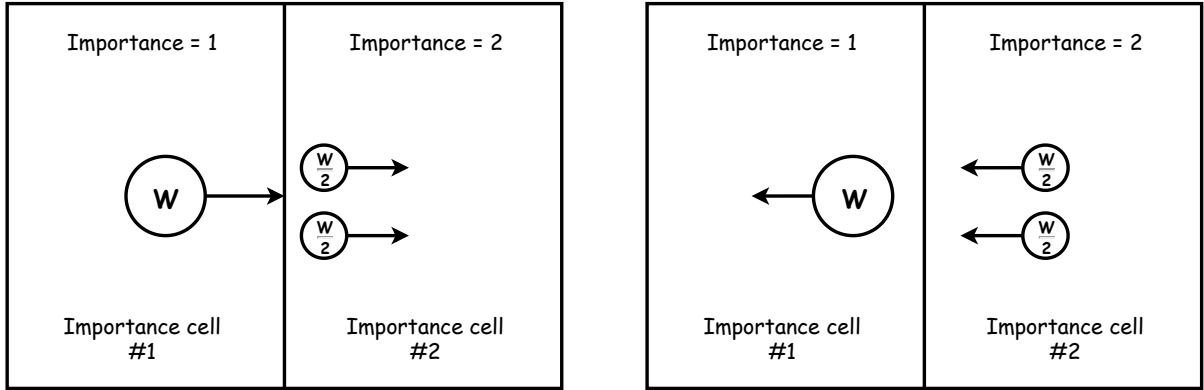 Importance = 1
Importance = 2
W
W
2
W
2
Importance cell
#1
Importance cell
#2
Importance = 1
Importance = 2
W
W
2
W
2
Importance cell
#1
Importance cell
#2